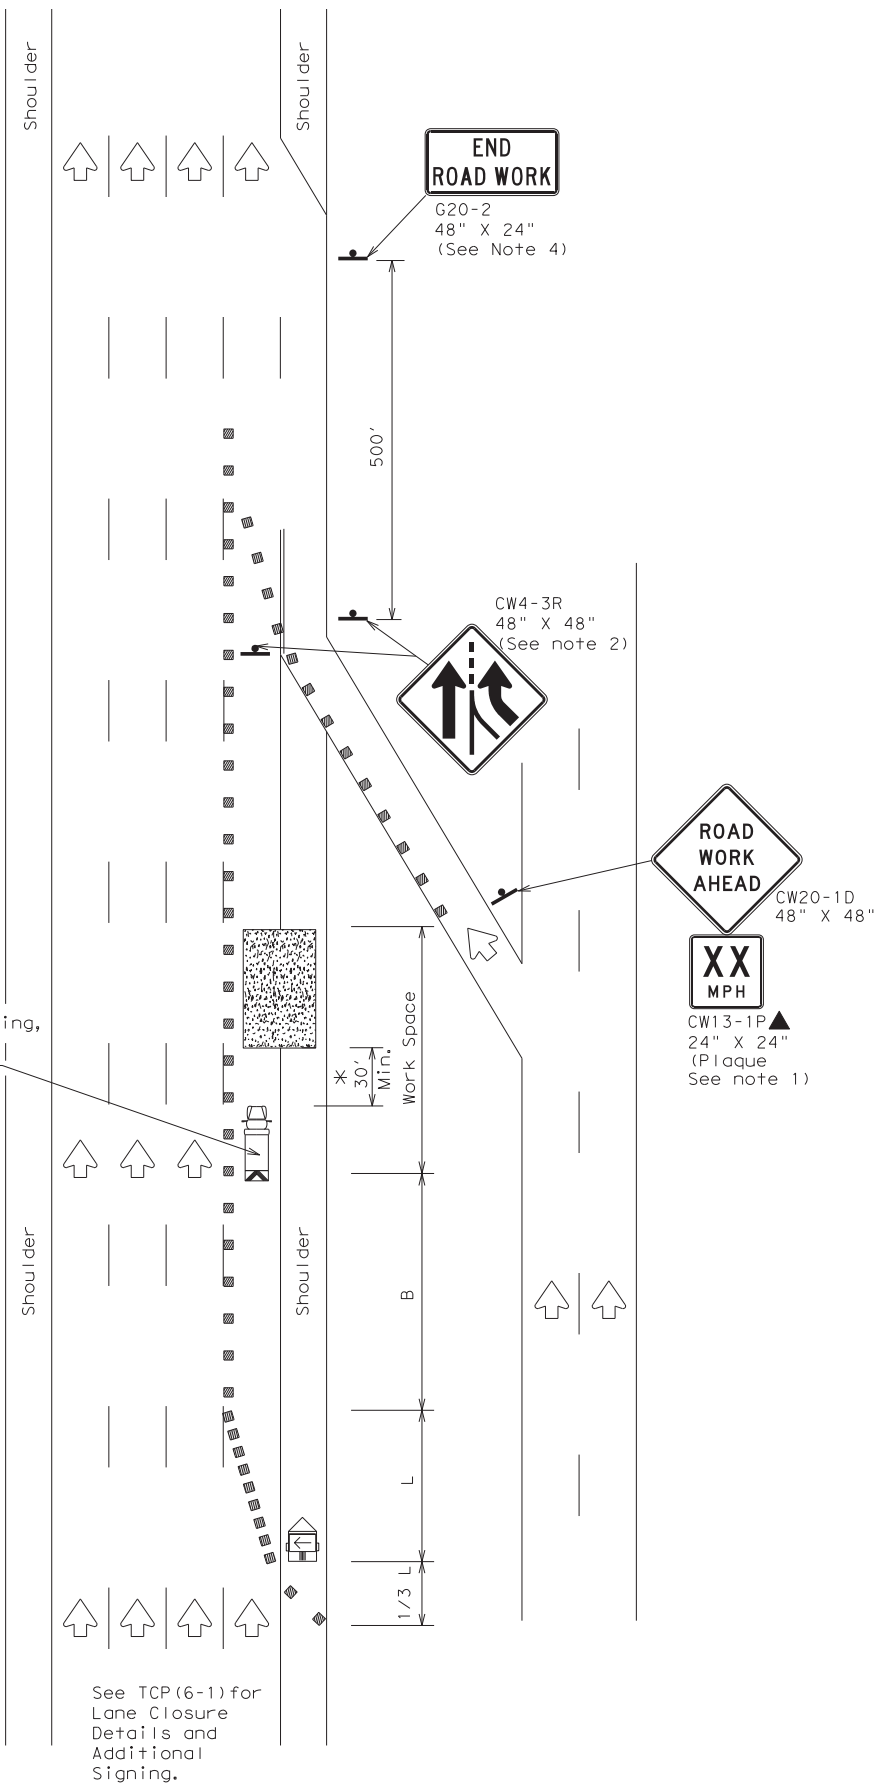 Shoulder
Shoulder
END
ROAD WORK
G20-2
48" X 24"
(See Note 4)
500'
CW4-3R
48" X 48"
(See note 2)
ROAD
WORK
AHEAD
CW20-1D
48" X 48"
XX
MPH
CW13-1P▲
24" X 24"
(Plaque
See note 1)
ing,
Work Space
* 30' Min.
Shoulder
Shoulder
B
L
1/3 L
See TCP(6-1)for
Lane Closure
Details and
Additional
Signing.